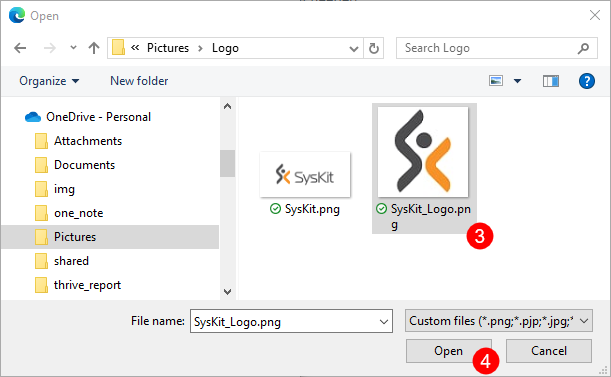 Open
Pictures
Logo
Search Logo
Organize
New folder
?
OneDrive - Personal
Attachments
Documents
img
one_note
Pictures
shared
thrive_report
SysKit
SysKit.png
SysKit_Logo.pn
g
3
File name:
SysKit_Logo.png
Custom files (*.png;*.pjp;*.jpg;*
Open
4
Cancel